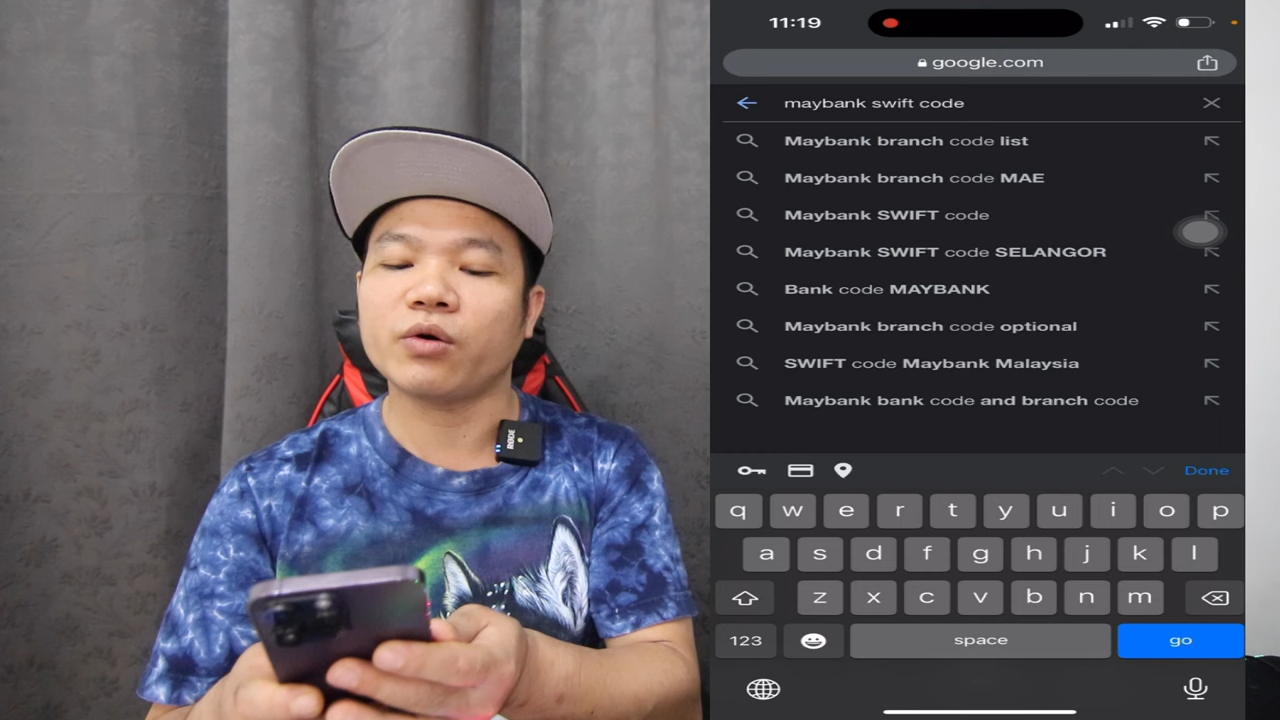 11:19
google.com
maybank swift code
Maybank branch code list
Maybank branch code MAE
Maybank SWIFT code
Maybank SWIFT code SELANGOR
Bank code MAYBANK
Maybank branch code optional
SWIFT code Maybank Malaysia
Maybank bank code and branch code
Done
q w e r t y u i o p
a s d f g h j k l
z x c v b n m
123 space go
RØDE